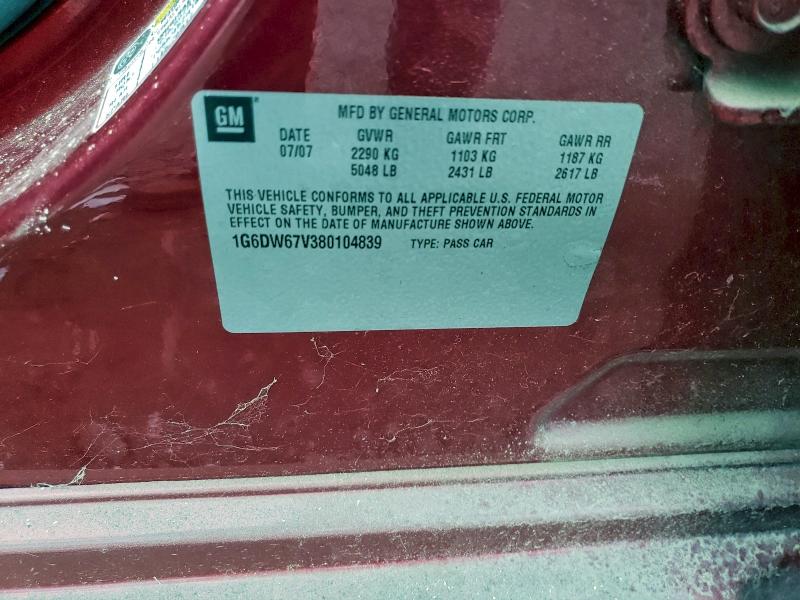 GM
MFD BY GENERAL MOTORS CORP.
DATE GVWR GAWR FRT GAWR RR
07/07 2290 KG 1103 KG 1187 KG
5048 LB 2431 LB 2617 LB
THIS VEHICLE CONFORMS TO ALL APPLICABLE U.S. FEDERAL MOTOR
VEHICLE SAFETY, BUMPER, AND THEFT PREVENTION STANDARDS IN
EFFECT ON THE DATE OF MANUFACTURE SHOWN ABOVE.
1G6DW67V380104839 TYPE: PASS CAR